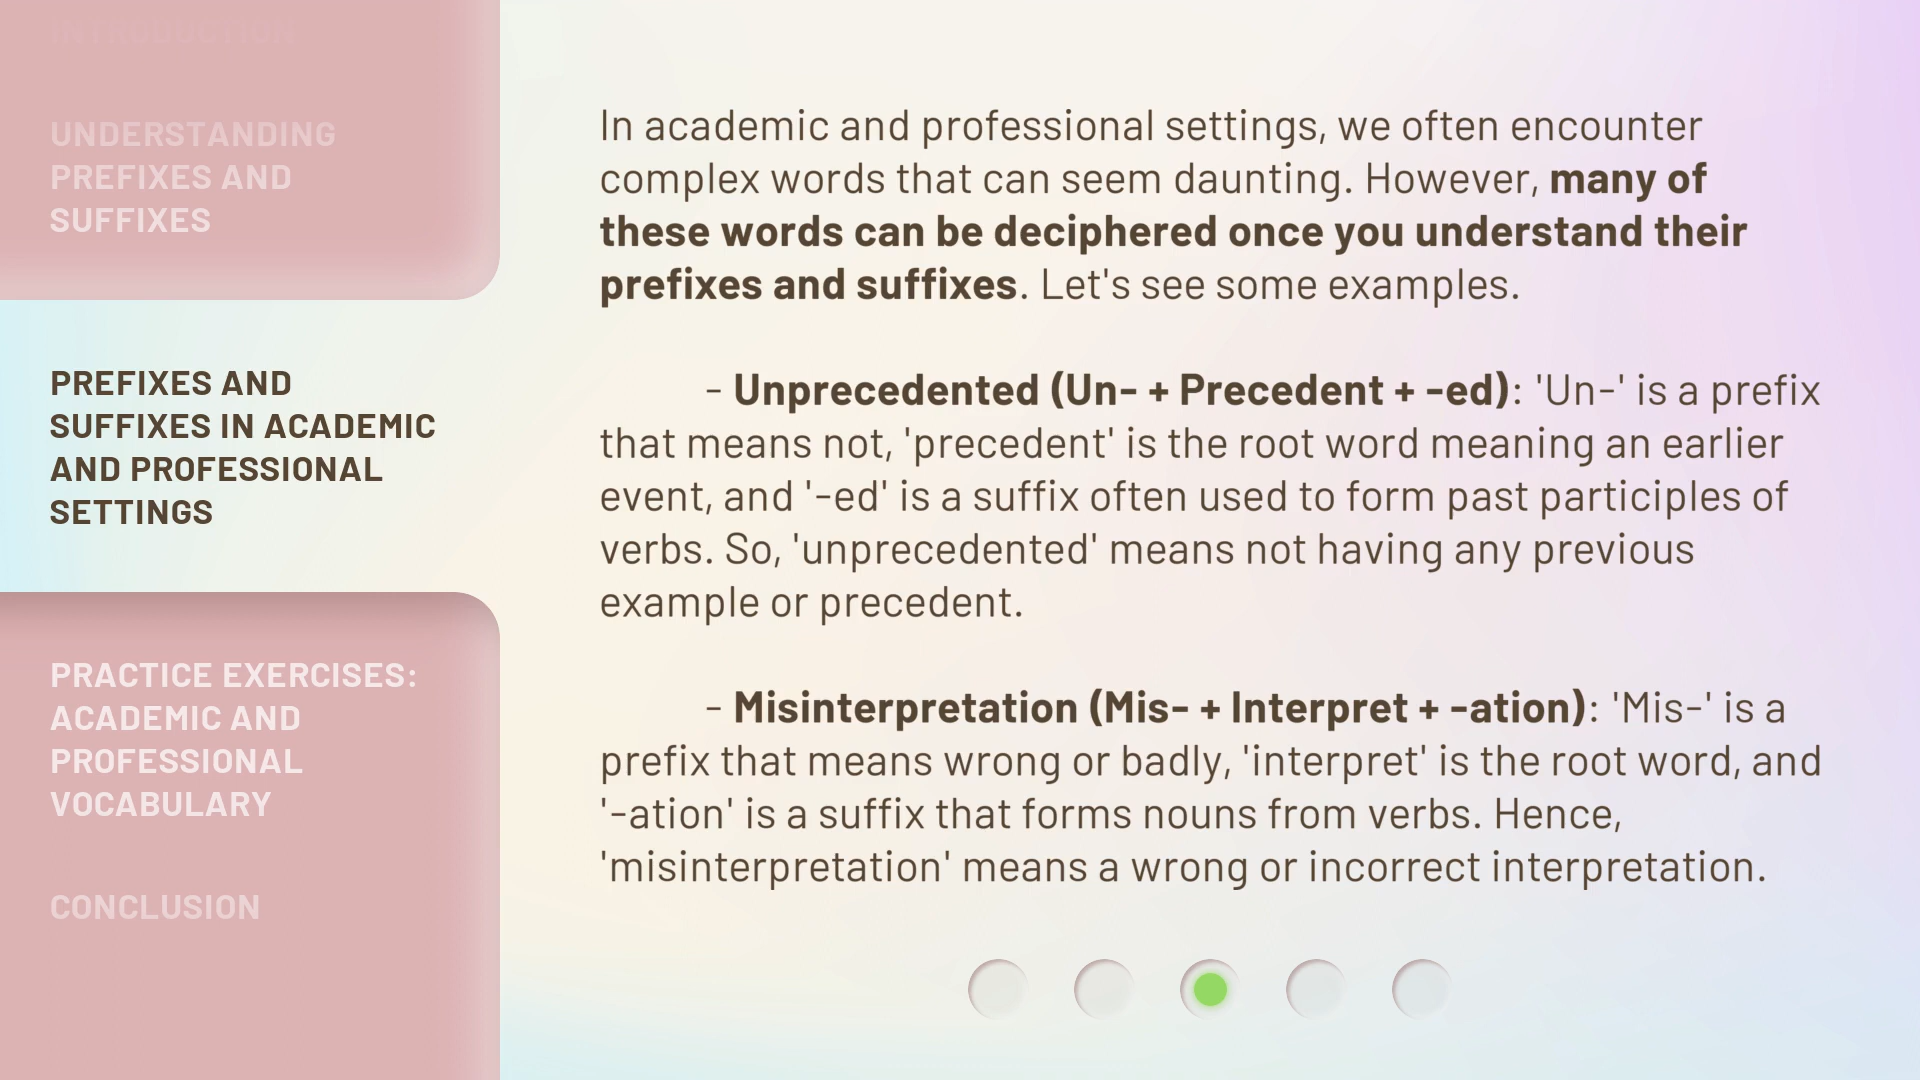 INTRODUCTION
UNDERSTANDING
PREFIXES AND
SUFFIXES
PREFIXES AND
SUFFIXES IN ACADEMIC
AND PROFESSIONAL
SETTINGS
PRACTICE EXERCISES:
ACADEMIC AND
PROFESSIONAL
VOCABULARY
CONCLUSION
In academic and professional settings, we often encounter
complex words that can seem daunting. However, many of
these words can be deciphered once you understand their
prefixes and suffixes. Let's see some examples.
- Unprecedented (Un- + Precedent + -ed): 'Un-' is a prefix
that means not, 'precedent' is the root word meaning an earlier
event, and '-ed' is a suffix often used to form past participles of
verbs. So, 'unprecedented' means not having any previous
example or precedent.
- Misinterpretation (Mis- + Interpret + -ation): 'Mis-' is a
prefix that means wrong or badly, 'interpret' is the root word, and
'-ation' is a suffix that forms nouns from verbs. Hence,
'misinterpretation' means a wrong or incorrect interpretation.